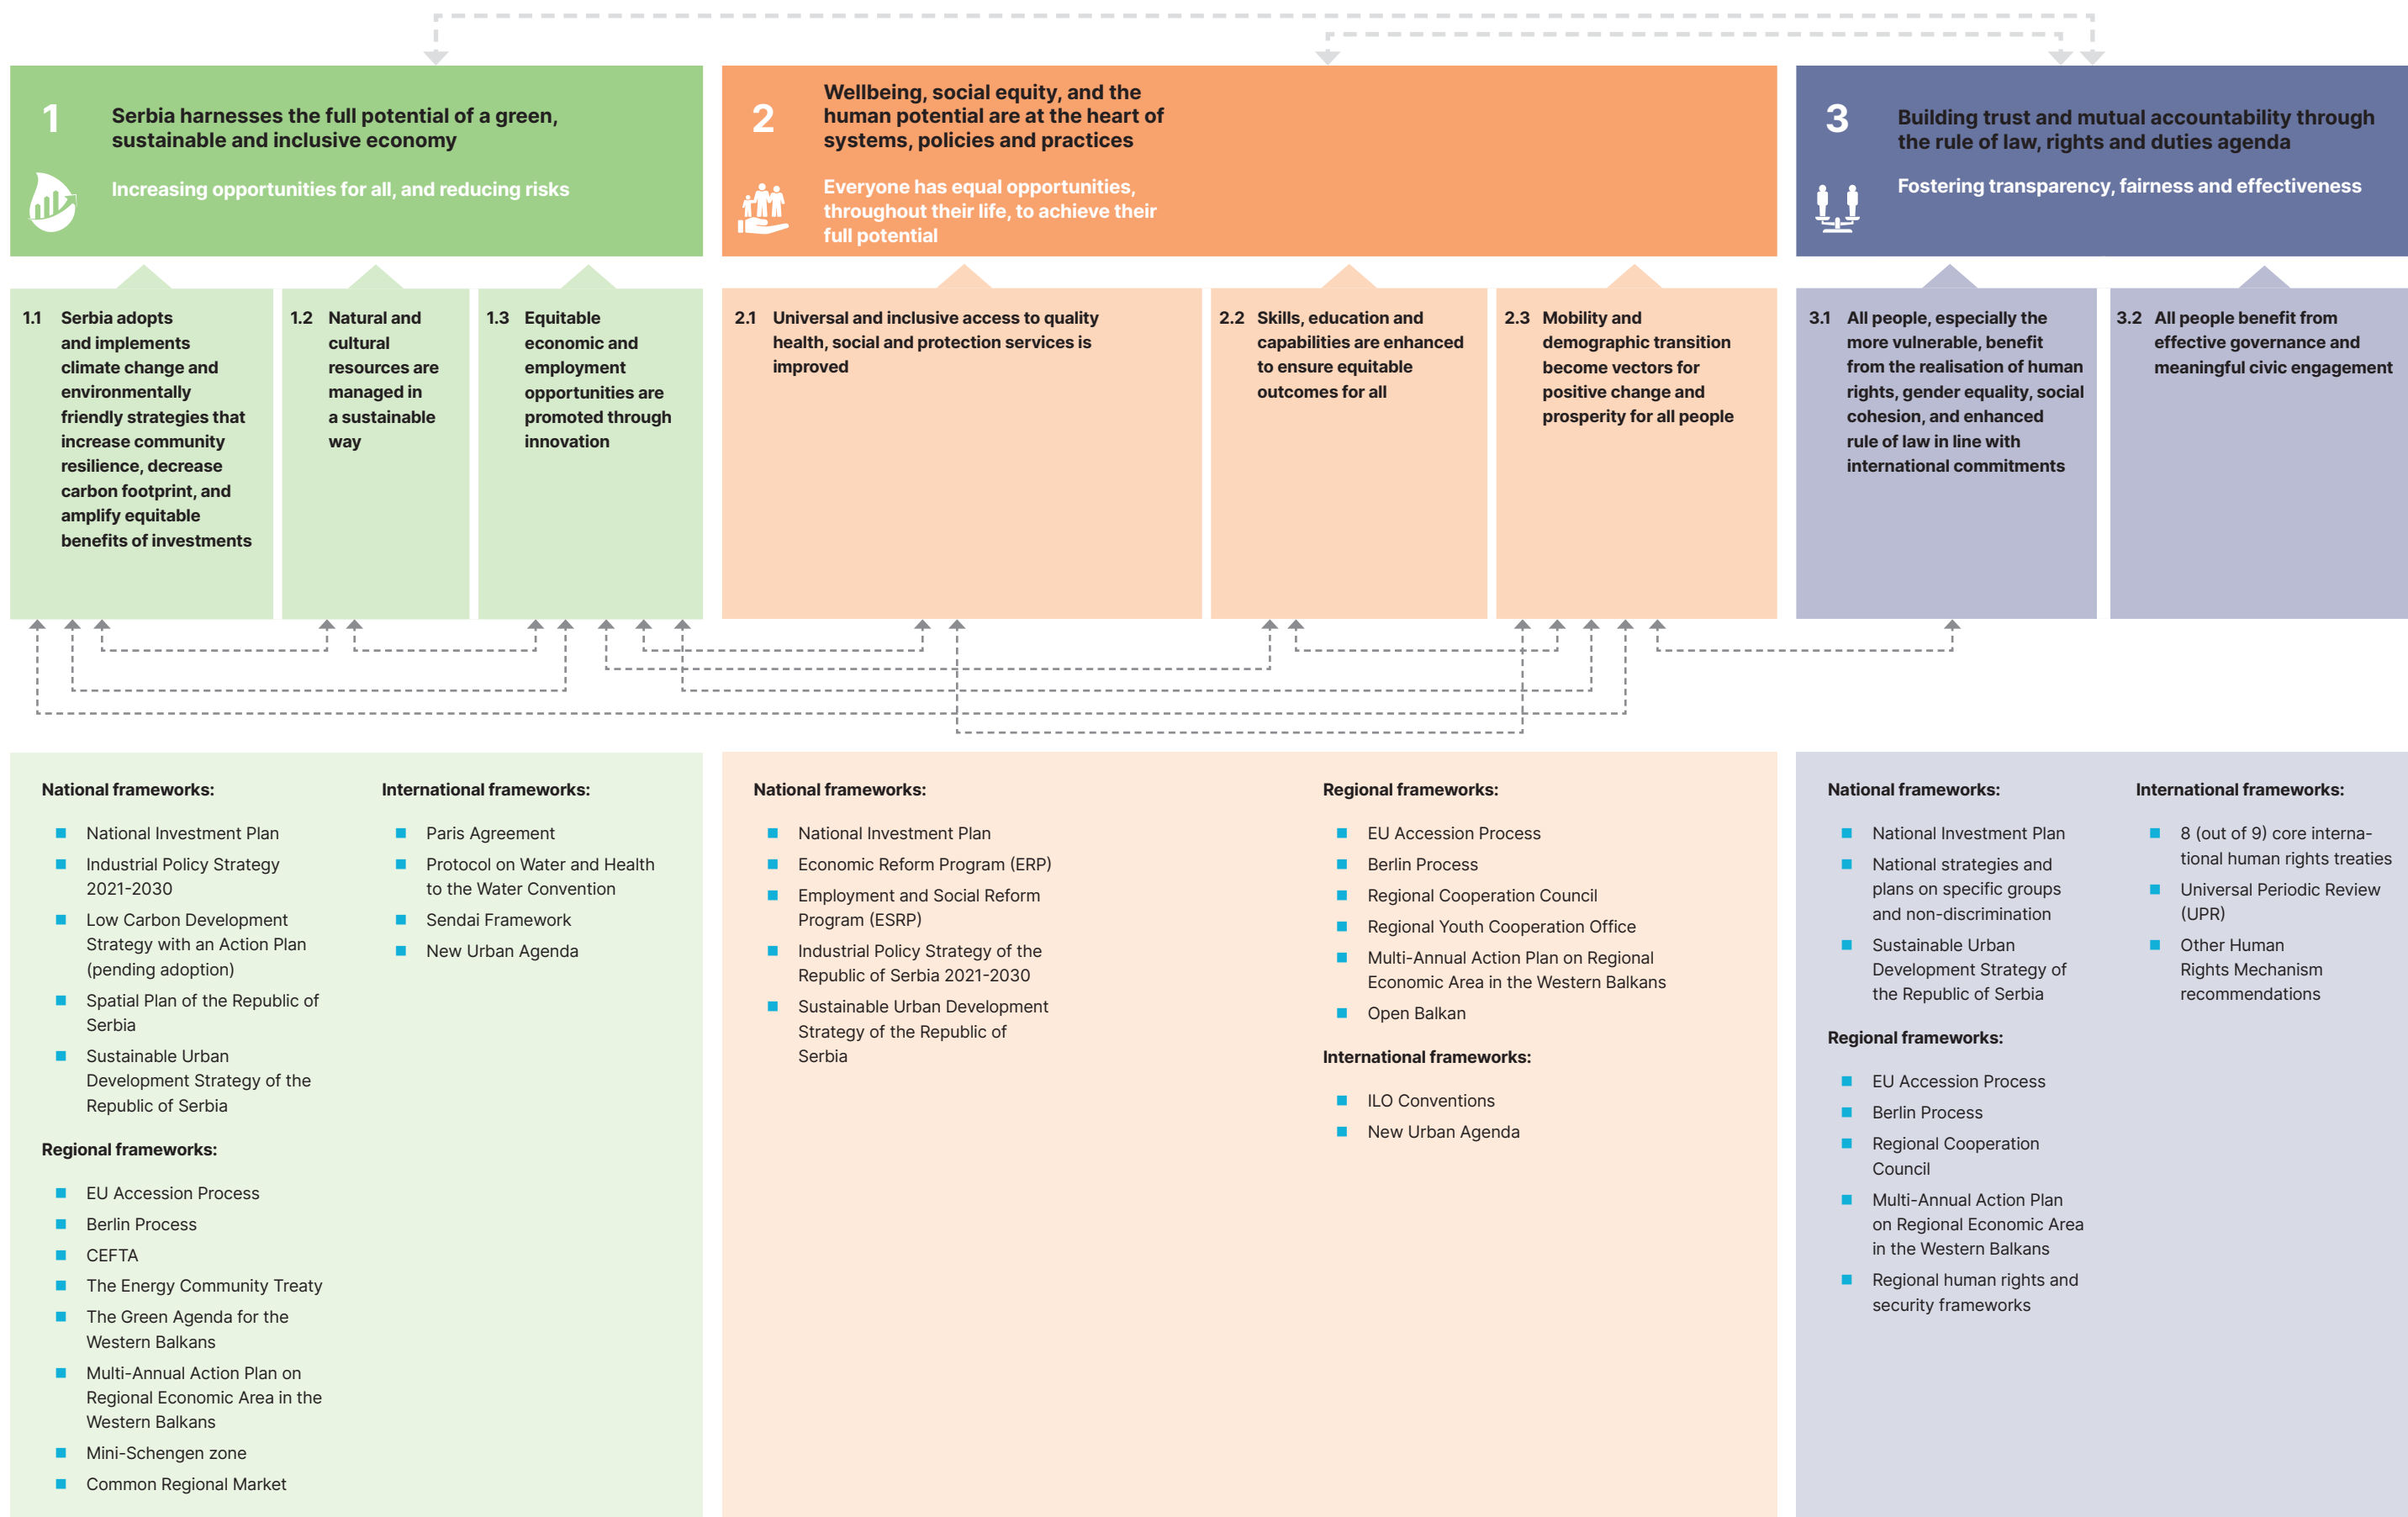 1
Serbia harnesses the full potential of a green,
sustainable and inclusive economy
Increasing opportunities for all, and reducing risks
2
Wellbeing, social equity, and the
human potential are at the heart of
systems, policies and practices
Everyone has equal opportunities,
throughout their life, to achieve their
full potential
3
Building trust and mutual accountability through
the rule of law, rights and duties agenda
Fostering transparency, fairness and effectiveness
1.1 Serbia adopts
and implements
climate change and
environmentally
friendly strategies that
increase community
resilience, decrease
carbon footprint, and
amplify equitable
benefits of investments
1.2 Natural and
cultural
resources are
managed in
a sustainable
way
1.3 Equitable
economic and
employment
opportunities are
promoted through
innovation
2.1 Universal and inclusive access to quality
health, social and protection services is
improved
2.2 Skills, education and
capabilities are enhanced
to ensure equitable
outcomes for all
2.3 Mobility and
demographic transition
become vectors for
positive change and
prosperity for all people
3.1 All people, especially the
more vulnerable, benefit
from the realisation of human
rights, gender equality, social
cohesion, and enhanced
rule of law in line with
international commitments
3.2 All people benefit from
effective governance and
meaningful civic engagement
National frameworks:
National Investment Plan
Industrial Policy Strategy
2021-2030
Low Carbon Development
Strategy with an Action Plan
(pending adoption)
Spatial Plan of the Republic of
Serbia
Sustainable Urban
Development Strategy of the
Republic of Serbia
Regional frameworks:
EU Accession Process
Berlin Process
CEFTA
The Energy Community Treaty
The Green Agenda for the
Western Balkans
Multi-Annual Action Plan on
Regional Economic Area in the
Western Balkans
Mini-Schengen zone
Common Regional Market
International frameworks:
Paris Agreement
Protocol on Water and Health
to the Water Convention
Sendai Framework
New Urban Agenda
National frameworks:
National Investment Plan
Economic Reform Program (ERP)
Employment and Social Reform
Program (ESRP)
Industrial Policy Strategy of the
Republic of Serbia 2021-2030
Sustainable Urban Development
Strategy of the Republic of
Serbia
Regional frameworks:
EU Accession Process
Berlin Process
Regional Cooperation Council
Regional Youth Cooperation Office
Multi-Annual Action Plan on Regional
Economic Area in the Western Balkans
Open Balkan
International frameworks:
ILO Conventions
New Urban Agenda
National frameworks:
National Investment Plan
National strategies and
plans on specific groups
and non-discrimination
Sustainable Urban
Development Strategy of
the Republic of Serbia
Regional frameworks:
EU Accession Process
Berlin Process
Regional Cooperation
Council
Multi-Annual Action Plan
on Regional Economic Area
in the Western Balkans
Regional human rights and
security frameworks
International frameworks:
8 (out of 9) core interna-
tional human rights treaties
Universal Periodic Review
(UPR)
Other Human
Rights Mechanism
recommendations